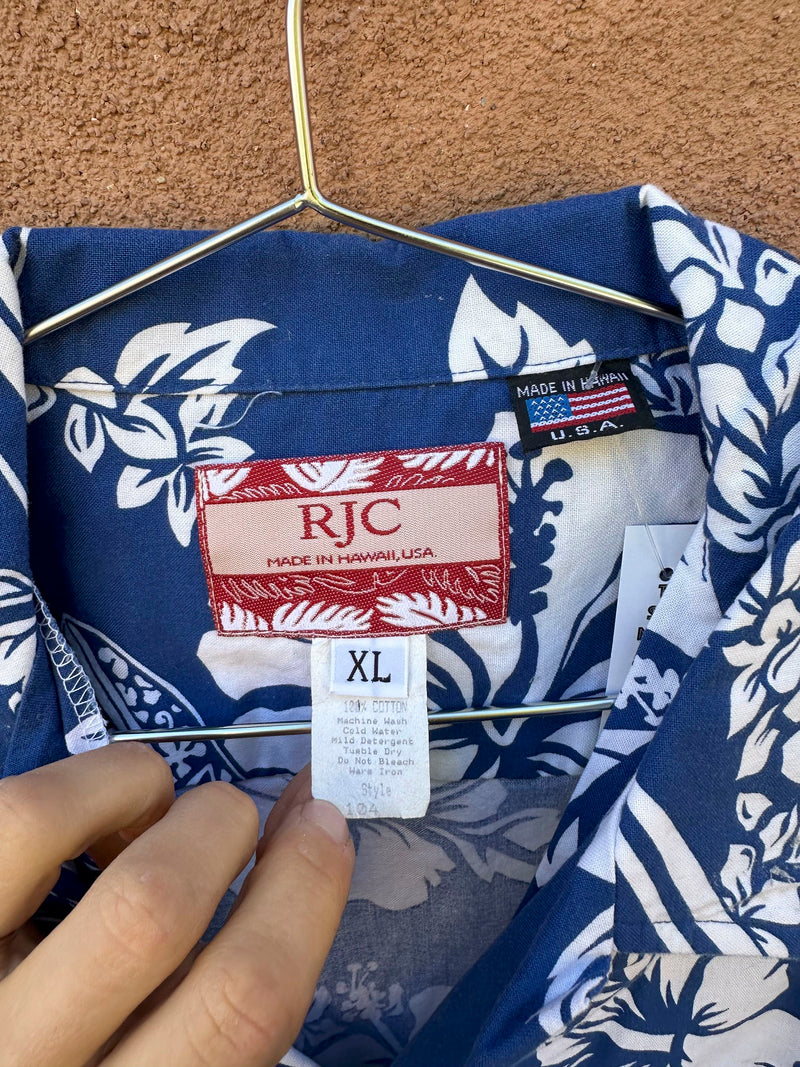 MADE IN HAWAII
U.S.A.
RJC
MADE IN HAWAII, USA.
XL
100% COTTON
Machine Wash
Cold Water
Mild Detergent
Tumble Dry
Do Not Bleach
Warm Iron
Style
104